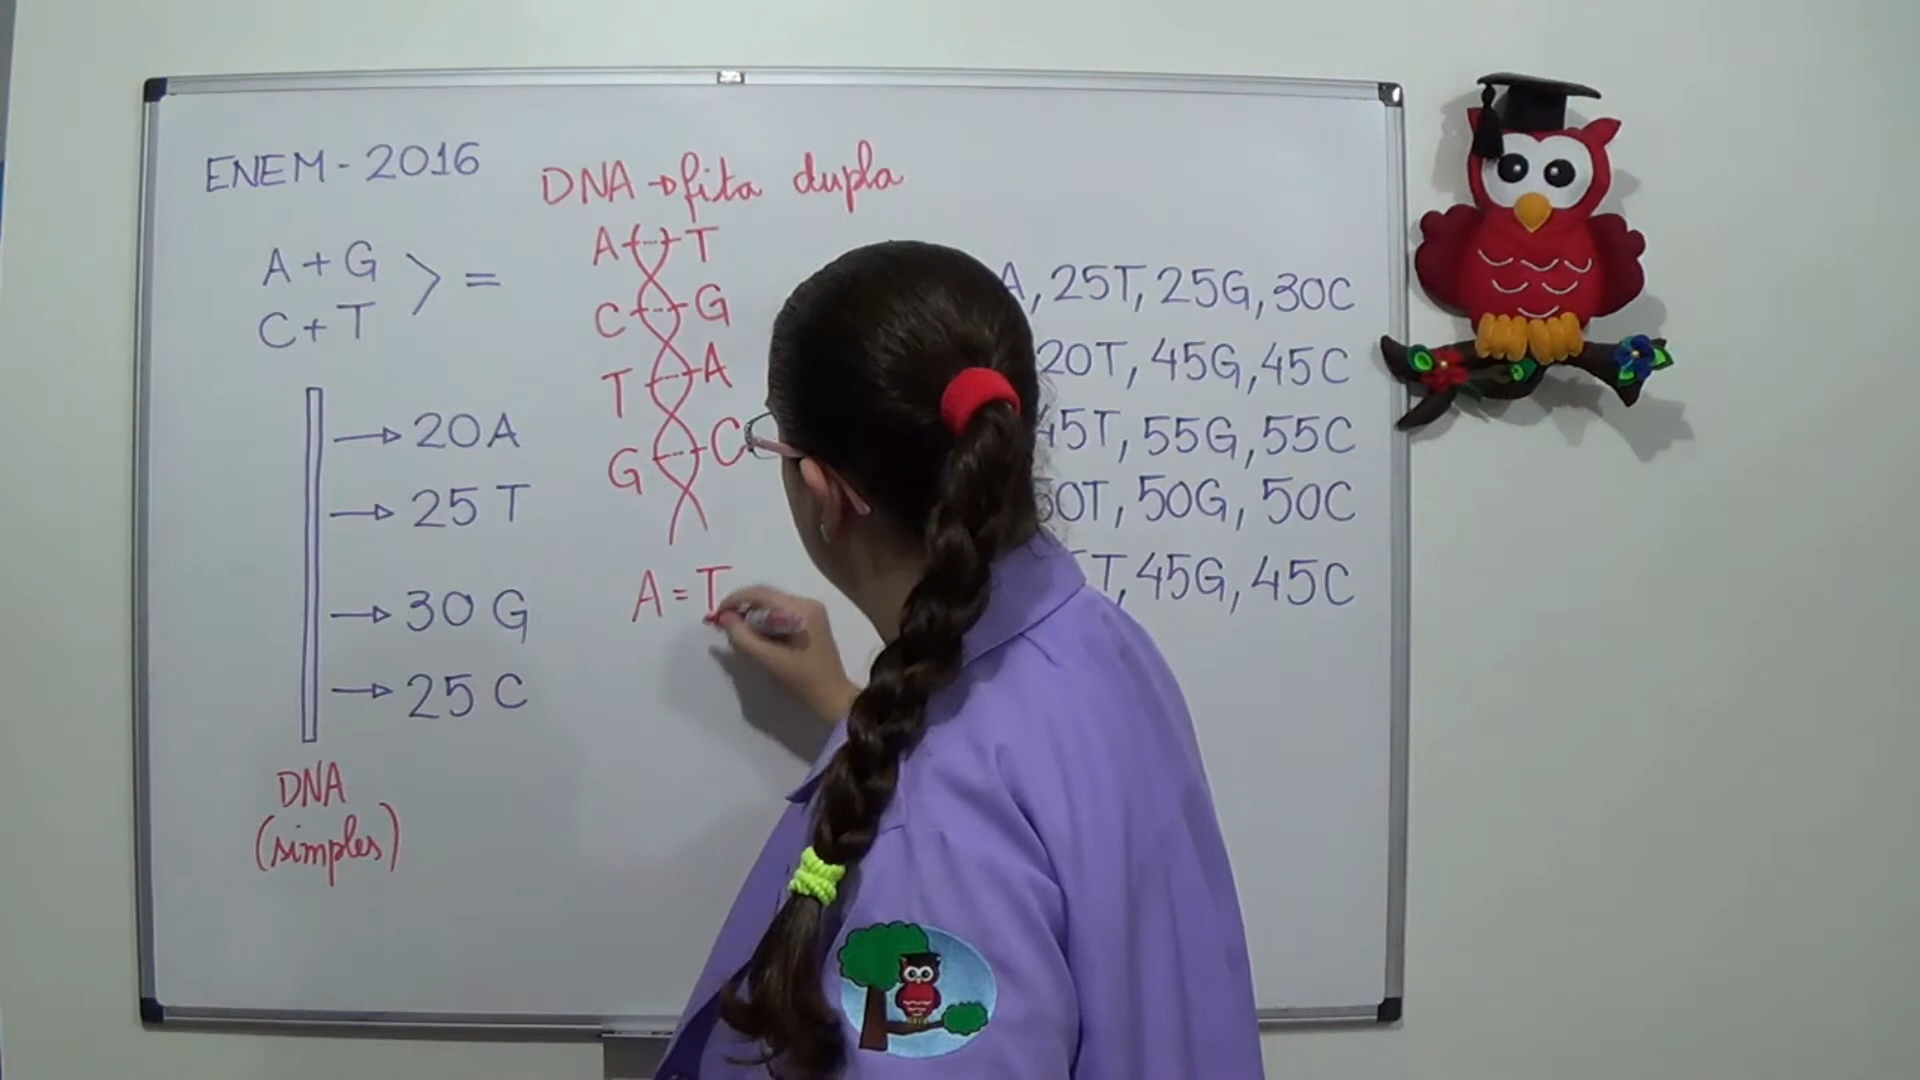 ENEM - 2016
A + G
C + T
> =
20A
25 T
30 G
25 C
DNA
(simples)
DNA → fita dupla
A T
C G
T A
G C
A = T
A, 25T, 25G, 30C
20T, 45G, 45C
45T, 55G, 55C
50T, 50G, 50C
T, 45G, 45C